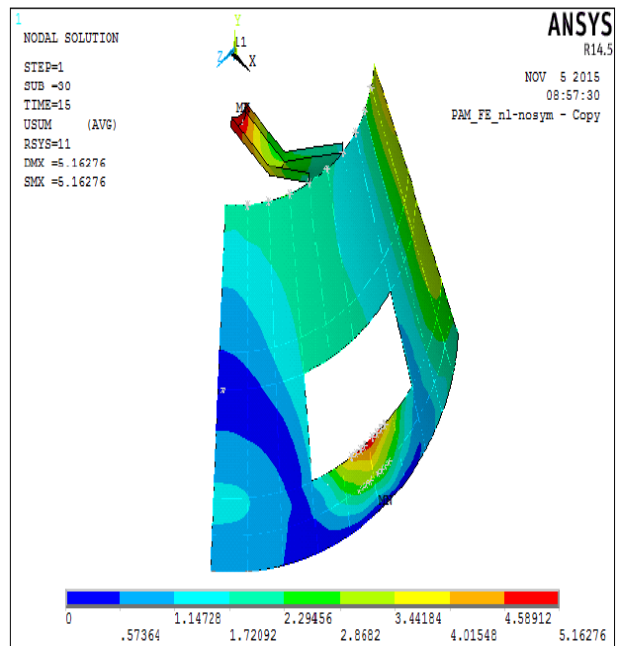 1
NODAL SOLUTION
STEP=1
SUB =30
TIME=15
USUM (AVG)
RSYS=11
DMX =5.16276
SMX =5.16276
Y
L1
Z
X
MX
MN
ANSYS
R14.5
NOV 5 2015
08:57:30
PAM_FE_nl-nosym - Copy
0
.57364
1.14728
1.72092
2.29456
2.8682
3.44184
4.01548
4.58912
5.16276